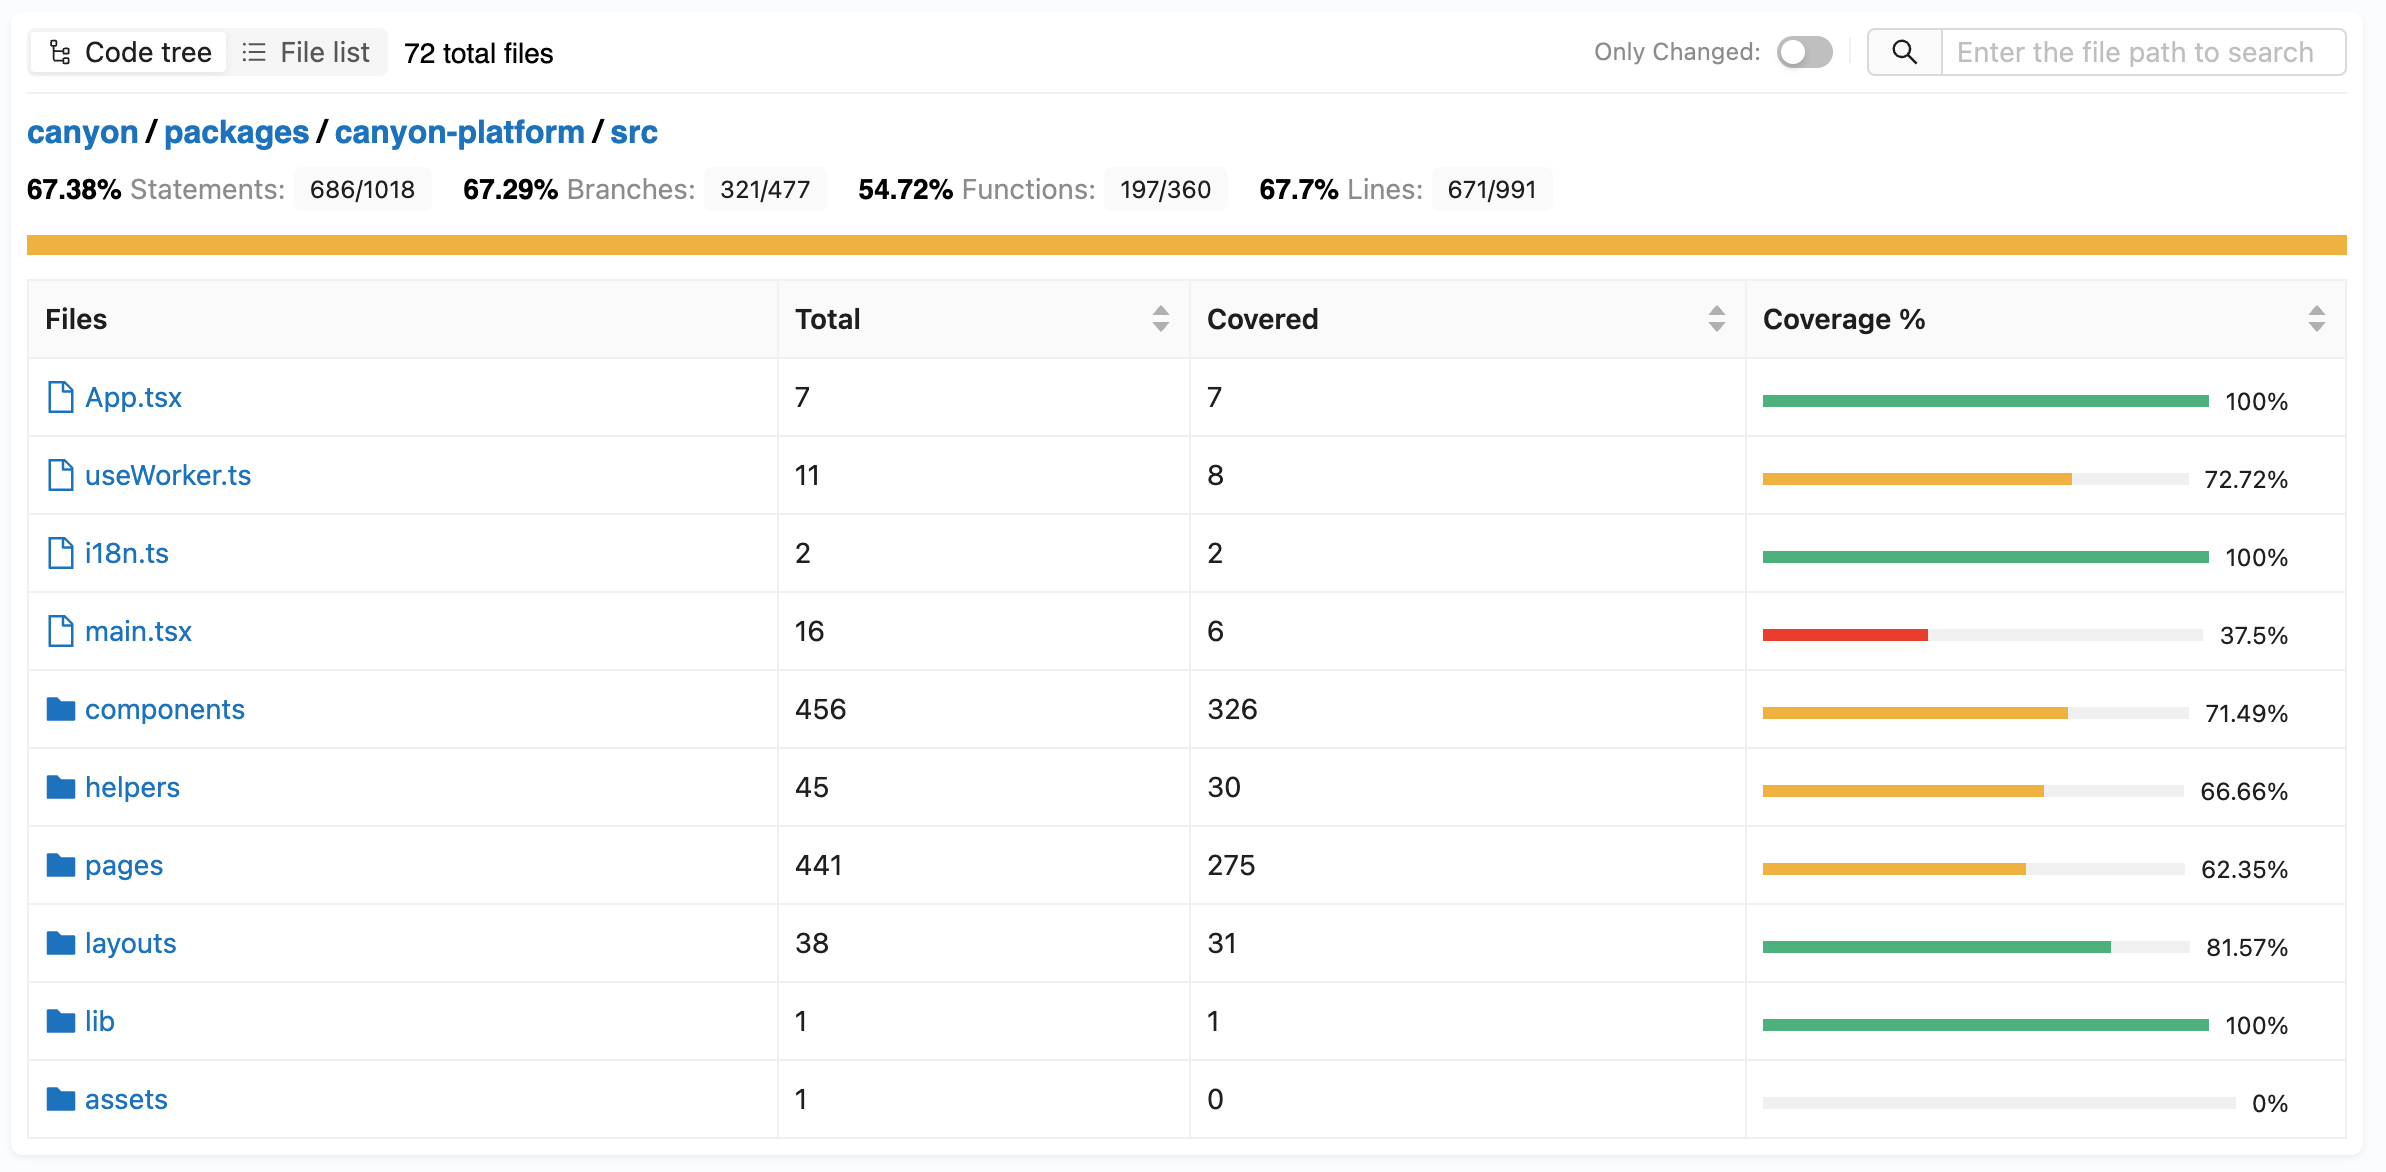 Code tree File list 72 total files Only Changed: Enter the file path to search
canyon / packages / canyon-platform / src
67.38% Statements: 686/1018 67.29% Branches: 321/477 54.72% Functions: 197/360 67.7% Lines: 671/991
Files Total Covered Coverage %
App.tsx 7 7 100%
useWorker.ts 11 8 72.72%
i18n.ts 2 2 100%
main.tsx 16 6 37.5%
components 456 326 71.49%
helpers 45 30 66.66%
pages 441 275 62.35%
layouts 38 31 81.57%
lib 1 1 100%
assets 1 0 0%